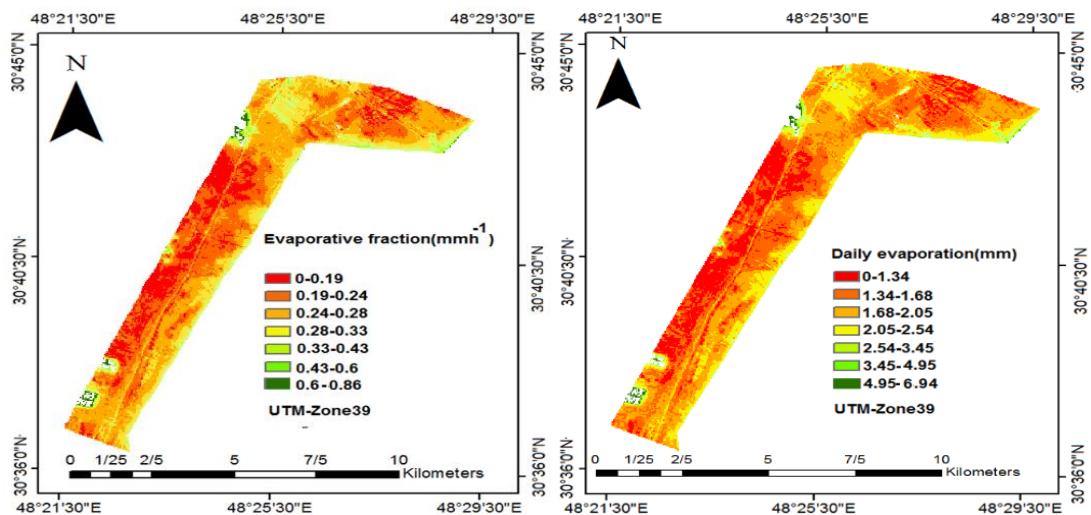 48°21'30"E 48°25'30"E 48°29'30"E
30°45'0"N
30°45'0"N
N
Evaporative fraction(mmh⁻¹)
0-0.19
0.19-0.24
0.24-0.28
0.28-0.33
0.33-0.43
0.43-0.6
0.6-0.86
UTM-Zone39
30°40'30"N
30°40'30"N
0 1/25 2/5 5 7/5 10
Kilometers
30°36'0"N
30°36'0"N
48°21'30"E 48°25'30"E 48°29'30"E
48°21'30"E 48°25'30"E 48°29'30"E
30°45'0"N
30°45'0"N
N
Daily evaporation(mm)
0-1.34
1.34-1.68
1.68-2.05
2.05-2.54
2.54-3.45
3.45-4.95
4.95-6.94
UTM-Zone39
30°40'30"N
30°40'30"N
0 1/25 2/5 5 7/5 10
Kilometers
30°36'0"N
30°36'0"N
48°21'30"E 48°25'30"E 48°29'30"E